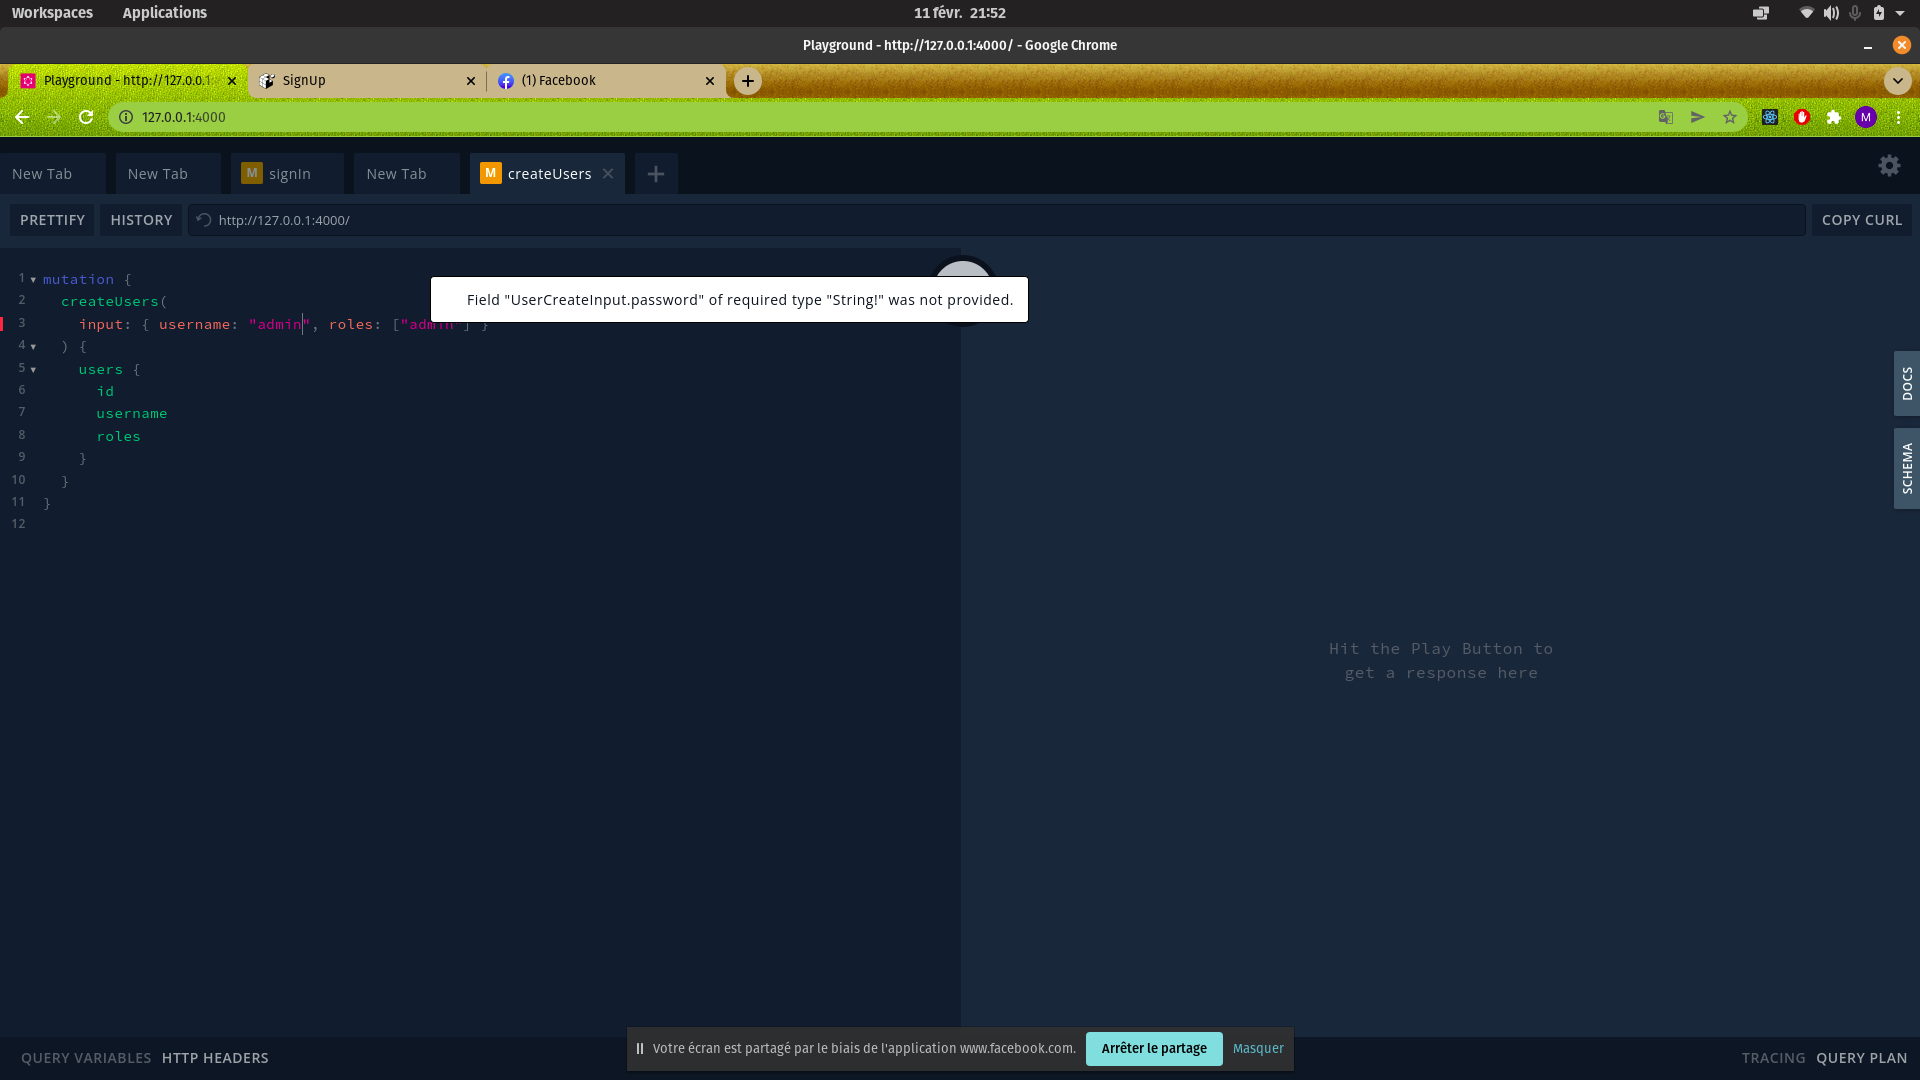 Workspaces Applications 11 févr. 21:52
Playground - http://127.0.0.1:4000/ - Google Chrome
Playground - http://127.0.0.1: SignUp (1) Facebook
127.0.0.1:4000 M
New Tab New Tab M signIn New Tab M createUsers
PRETTIFY HISTORY http://127.0.0.1:4000/ COPY CURL
1 mutation {
2 createUsers(
Field "UserCreateInput.password" of required type "String!" was not provided.
3 input: { username: "admin", roles: ["admin"] }
4 ) {
5 users {
6 id
7 username
8 roles
9 }
10 }
11 }
12
DOCS
SCHEMA
Hit the Play Button to
get a response here
Votre écran est partagé par le biais de l'application www.facebook.com. Arrêter le partage Masquer
QUERY VARIABLES HTTP HEADERS TRACING QUERY PLAN